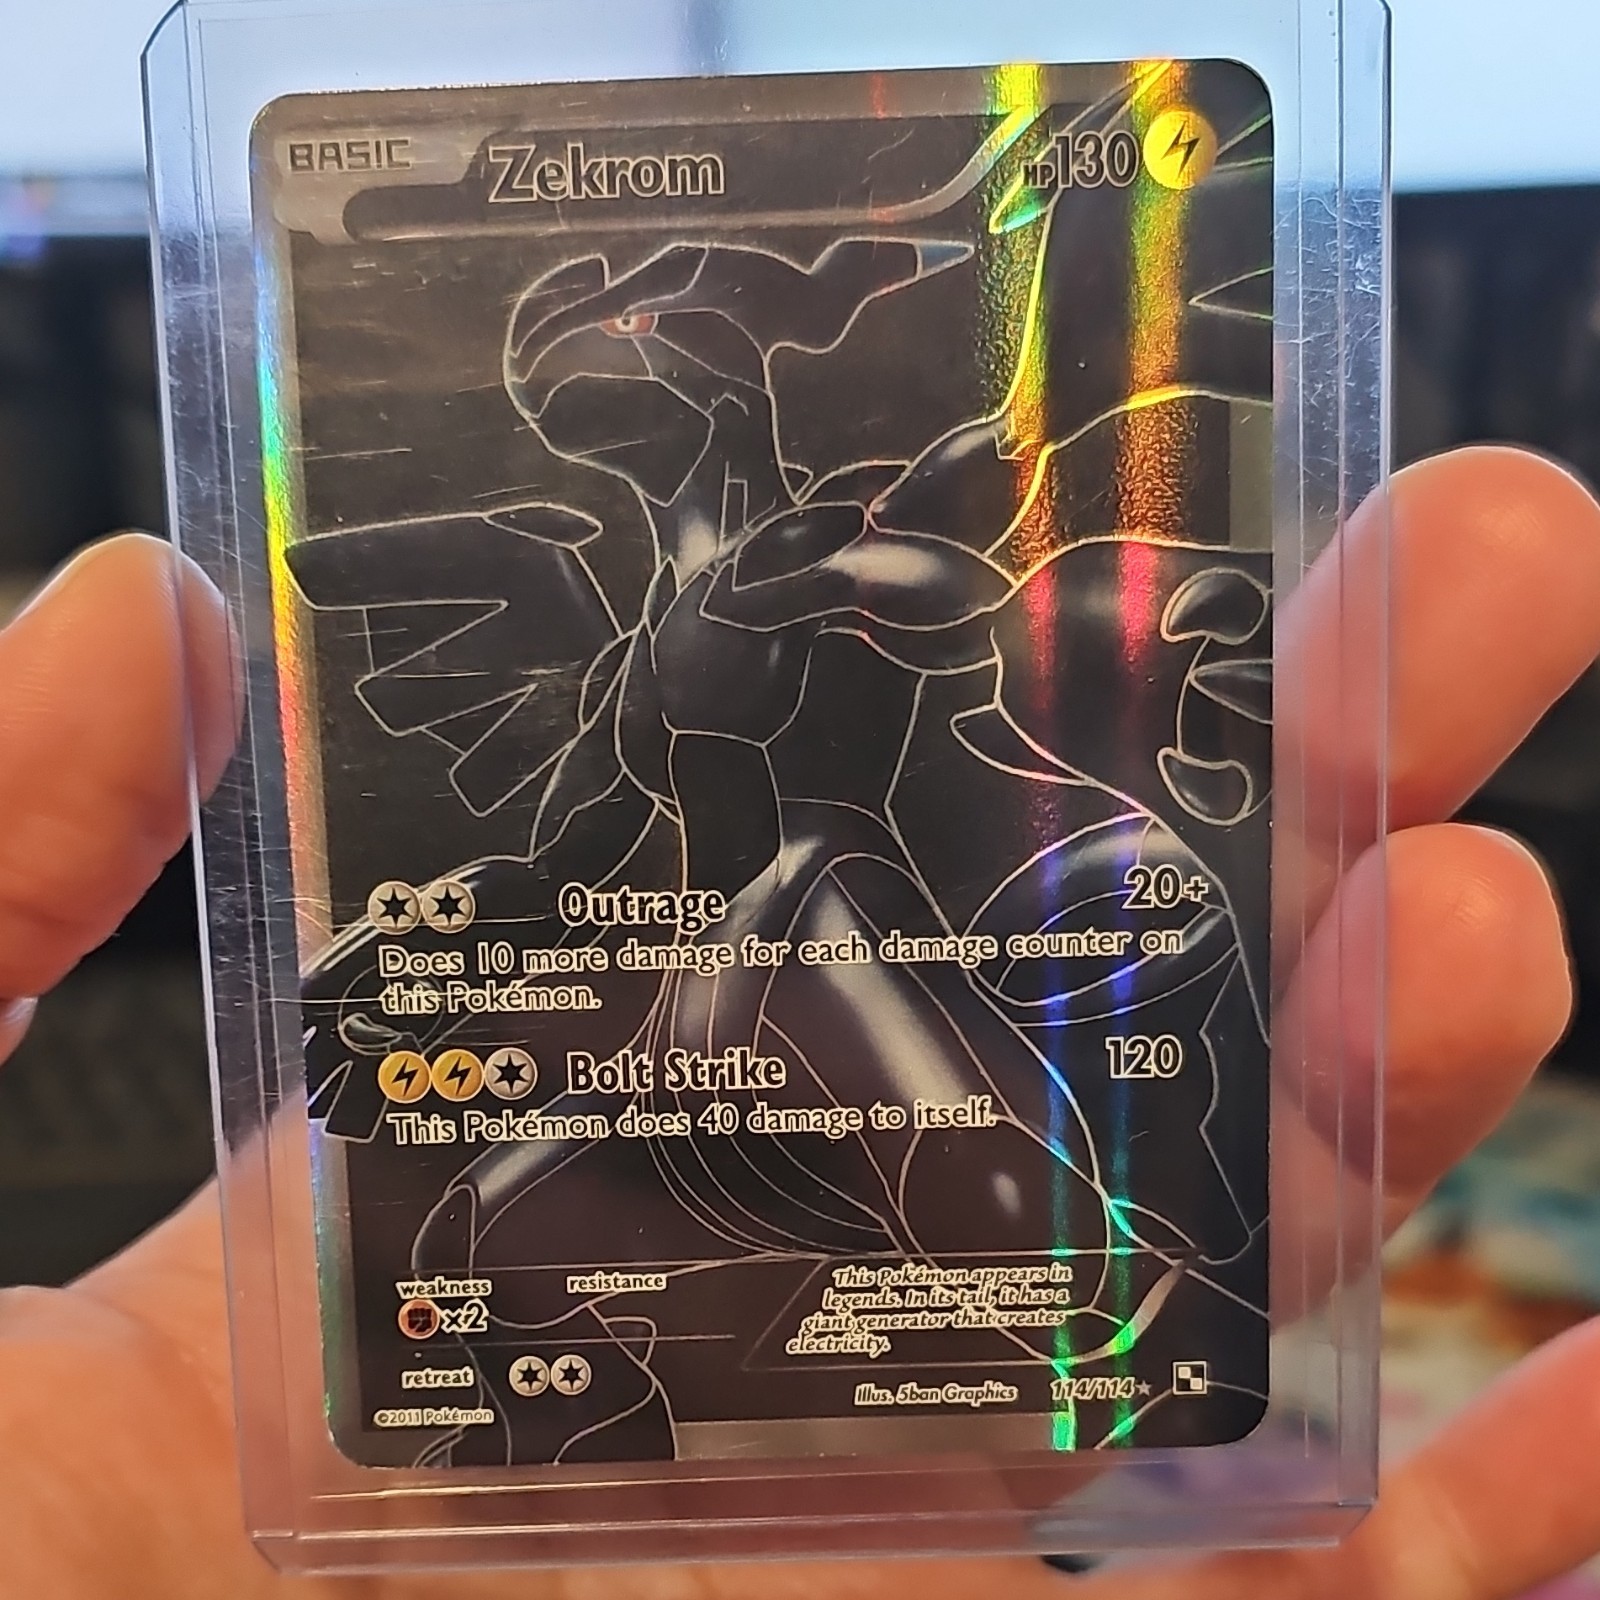 BASIC Zekrom HP130
Outrage 20+
Does 10 more damage for each damage counter on
this Pokémon.
Bolt Strike 120
This Pokémon does 40 damage to itself.
weakness resistance
×2
This Pokémon appears in
legends. In its tail, it has a
giant generator that creates
electricity.
retreat
Illus. 5ban Graphics 114/114★
©2011 Pokémon